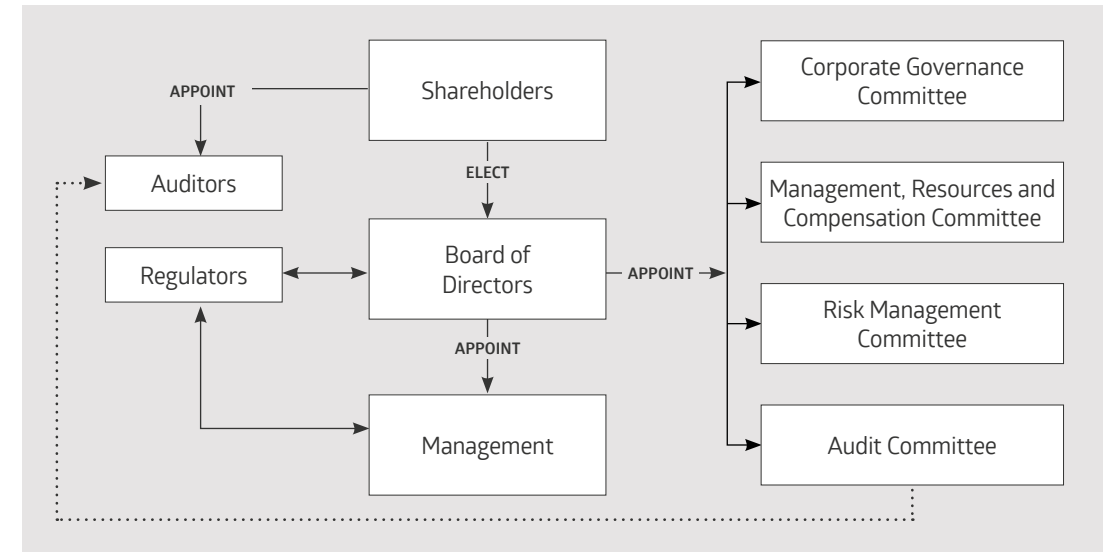 Shareholders
APPOINT
Auditors
ELECT
Board of
Directors
Regulators
APPOINT
APPOINT
Management
Corporate Governance
Committee
Management, Resources and
Compensation Committee
Risk Management
Committee
Audit Committee